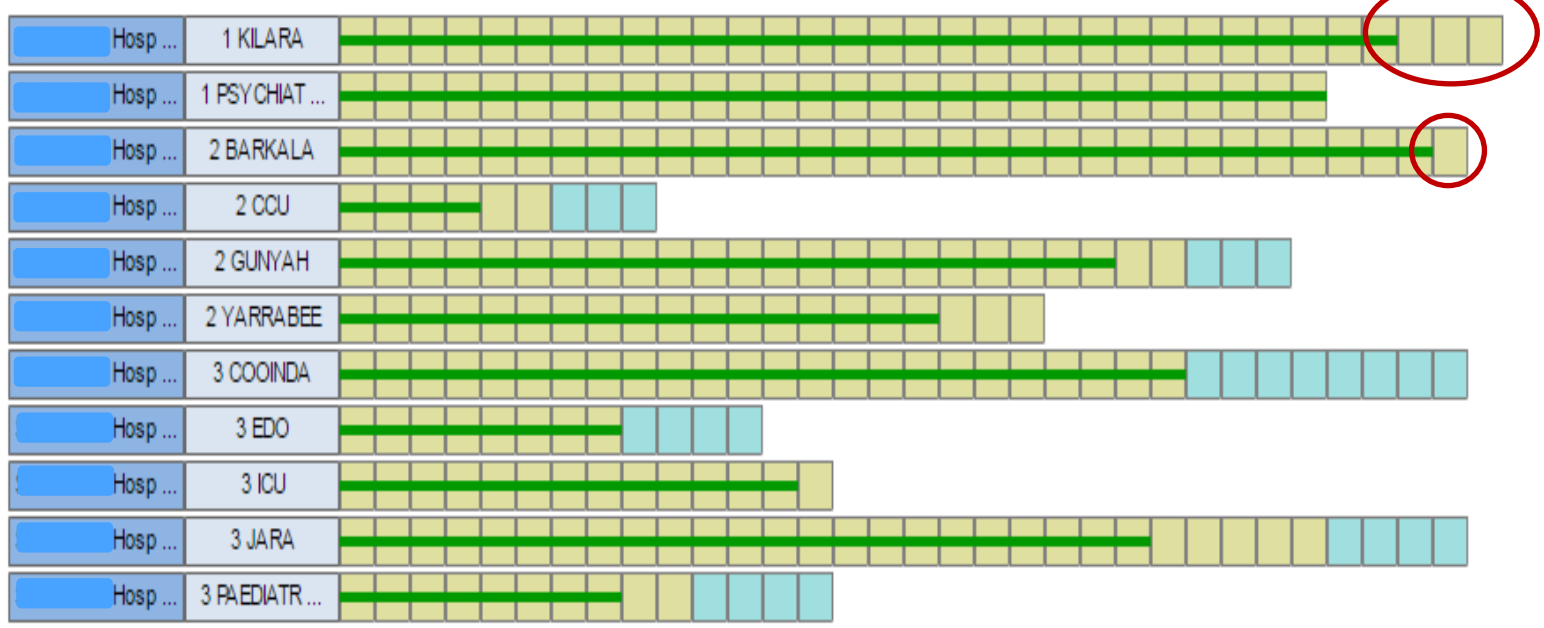 Hosp ... 1 KILARA
Hosp ... 1 PSYCHIAT ...
Hosp ... 2 BARKALA
Hosp ... 2 CCU
Hosp ... 2 GUNYAH
Hosp ... 2 YARRABEE
Hosp ... 3 COOINDA
Hosp ... 3 EDO
Hosp ... 3 ICU
Hosp ... 3 JARA
Hosp ... 3 PAEDIATR ...